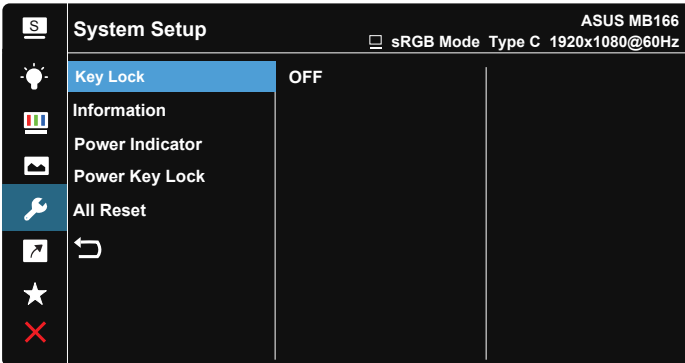 S
System Setup
ASUS MB166
sRGB Mode Type C 1920x1080@60Hz
Key Lock OFF
Information
Power Indicator
Power Key Lock
All Reset